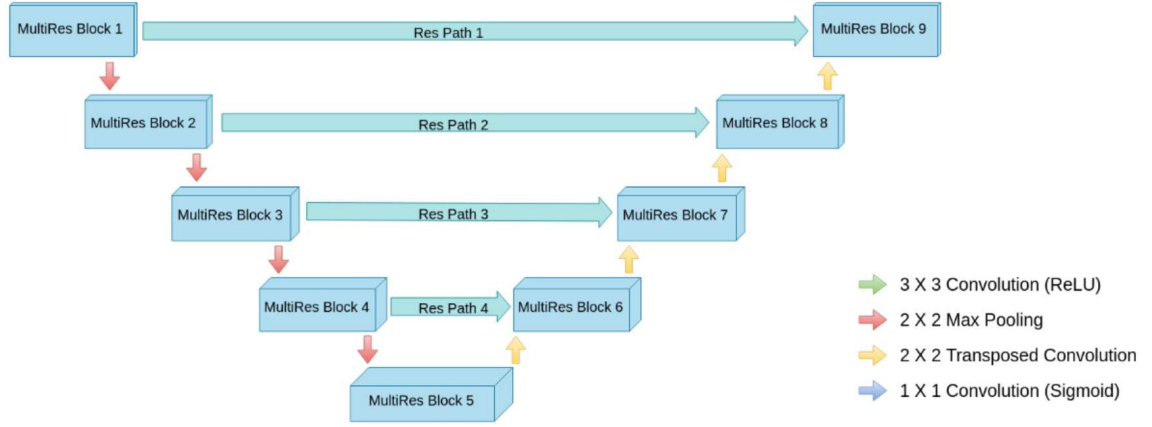 MultiRes Block 1
Res Path 1
MultiRes Block 9
MultiRes Block 2
Res Path 2
MultiRes Block 8
MultiRes Block 3
Res Path 3
MultiRes Block 7
MultiRes Block 4
Res Path 4
MultiRes Block 6
MultiRes Block 5
3 X 3 Convolution (ReLU)
2 X 2 Max Pooling
2 X 2 Transposed Convolution
1 X 1 Convolution (Sigmoid)